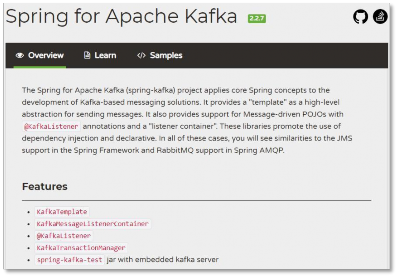 Spring for Apache Kafka 2.2.7
Overview Learn Samples
The Spring for Apache Kafka (spring-kafka) project applies core Spring concepts to the
development of Kafka-based messaging solutions. It provides a "template" as a high-level
abstraction for sending messages. It also provides support for Message-driven POJOs with
@KafkaListener annotations and a "listener container". These libraries promote the use of
dependency injection and declarative. In all of these cases, you will see similarities to the JMS
support in the Spring Framework and RabbitMQ support in Spring AMQP.
Features
KafkaTemplate
KafkaMessageListenerContainer
@KafkaListener
KafkaTransactionManager
spring-kafka-test jar with embedded kafka server